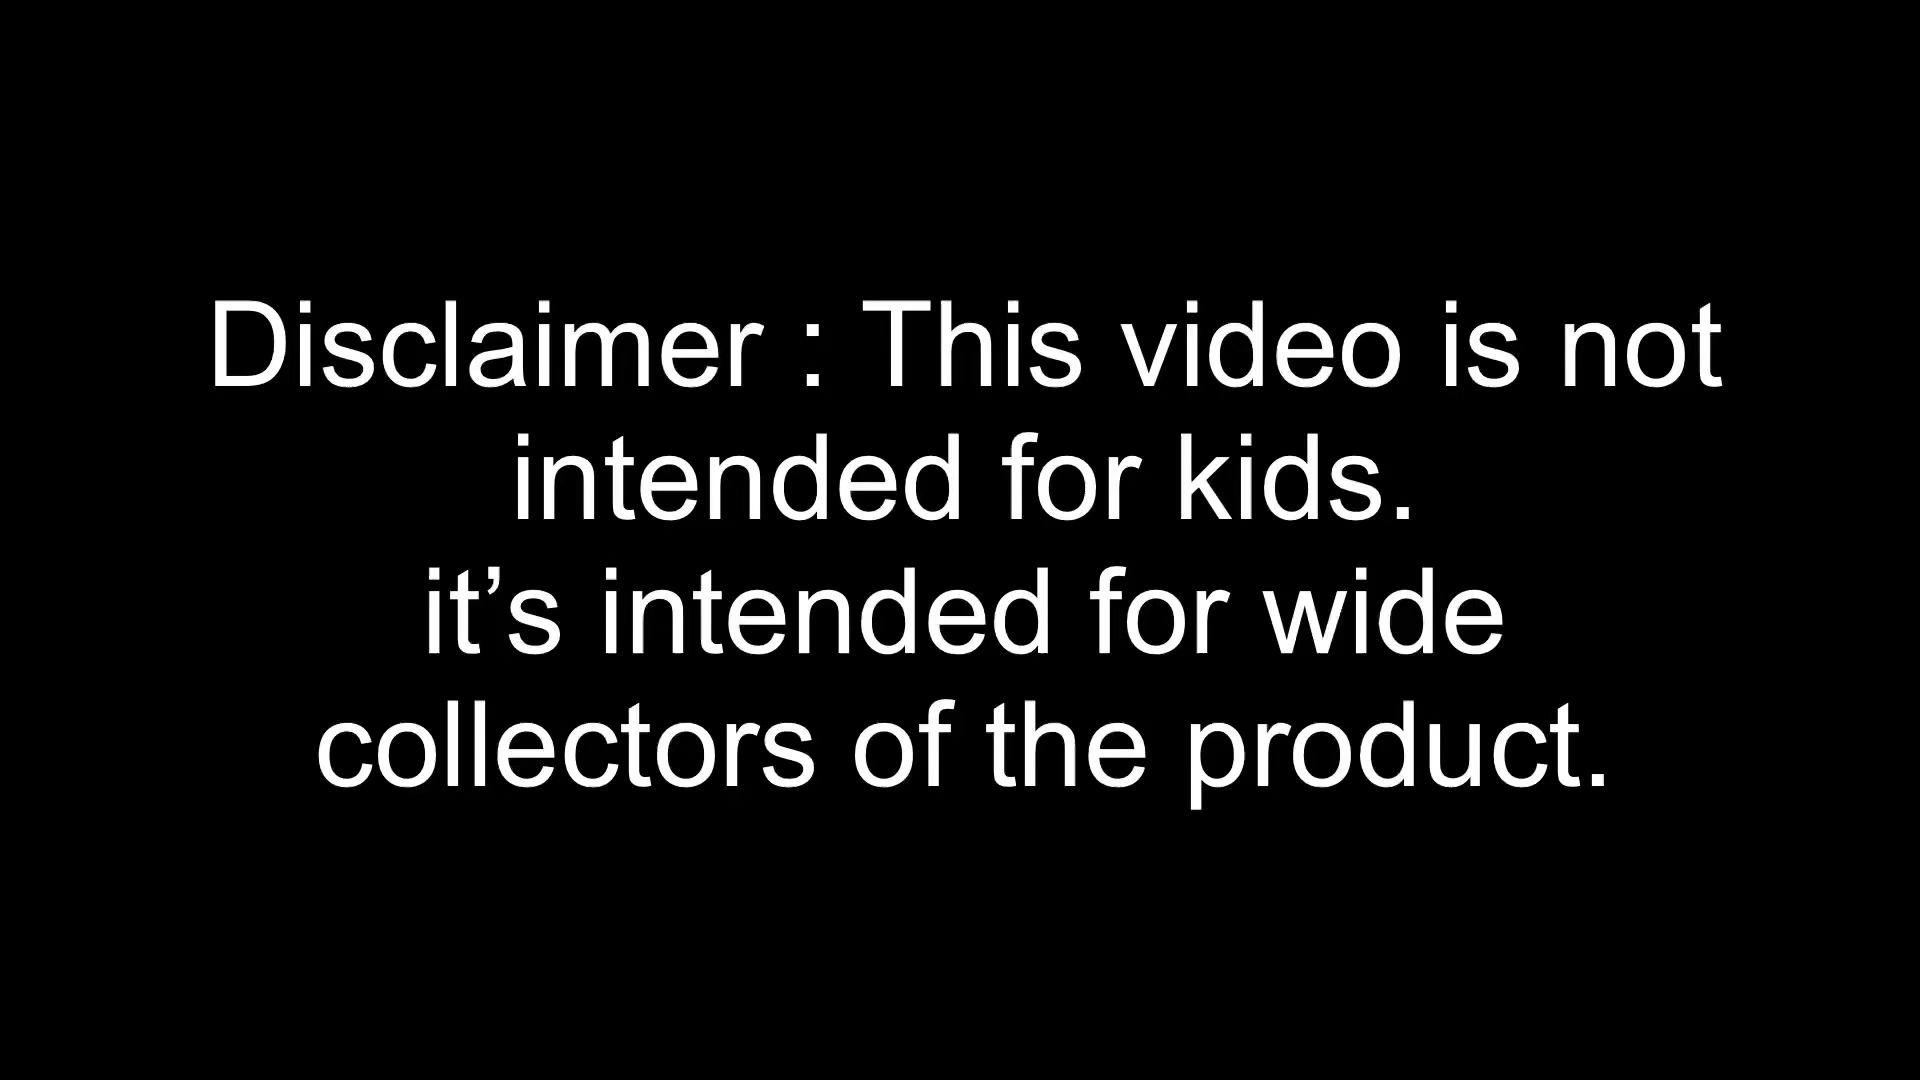 Disclaimer : This video is not
intended for kids.
it’s intended for wide
collectors of the product.